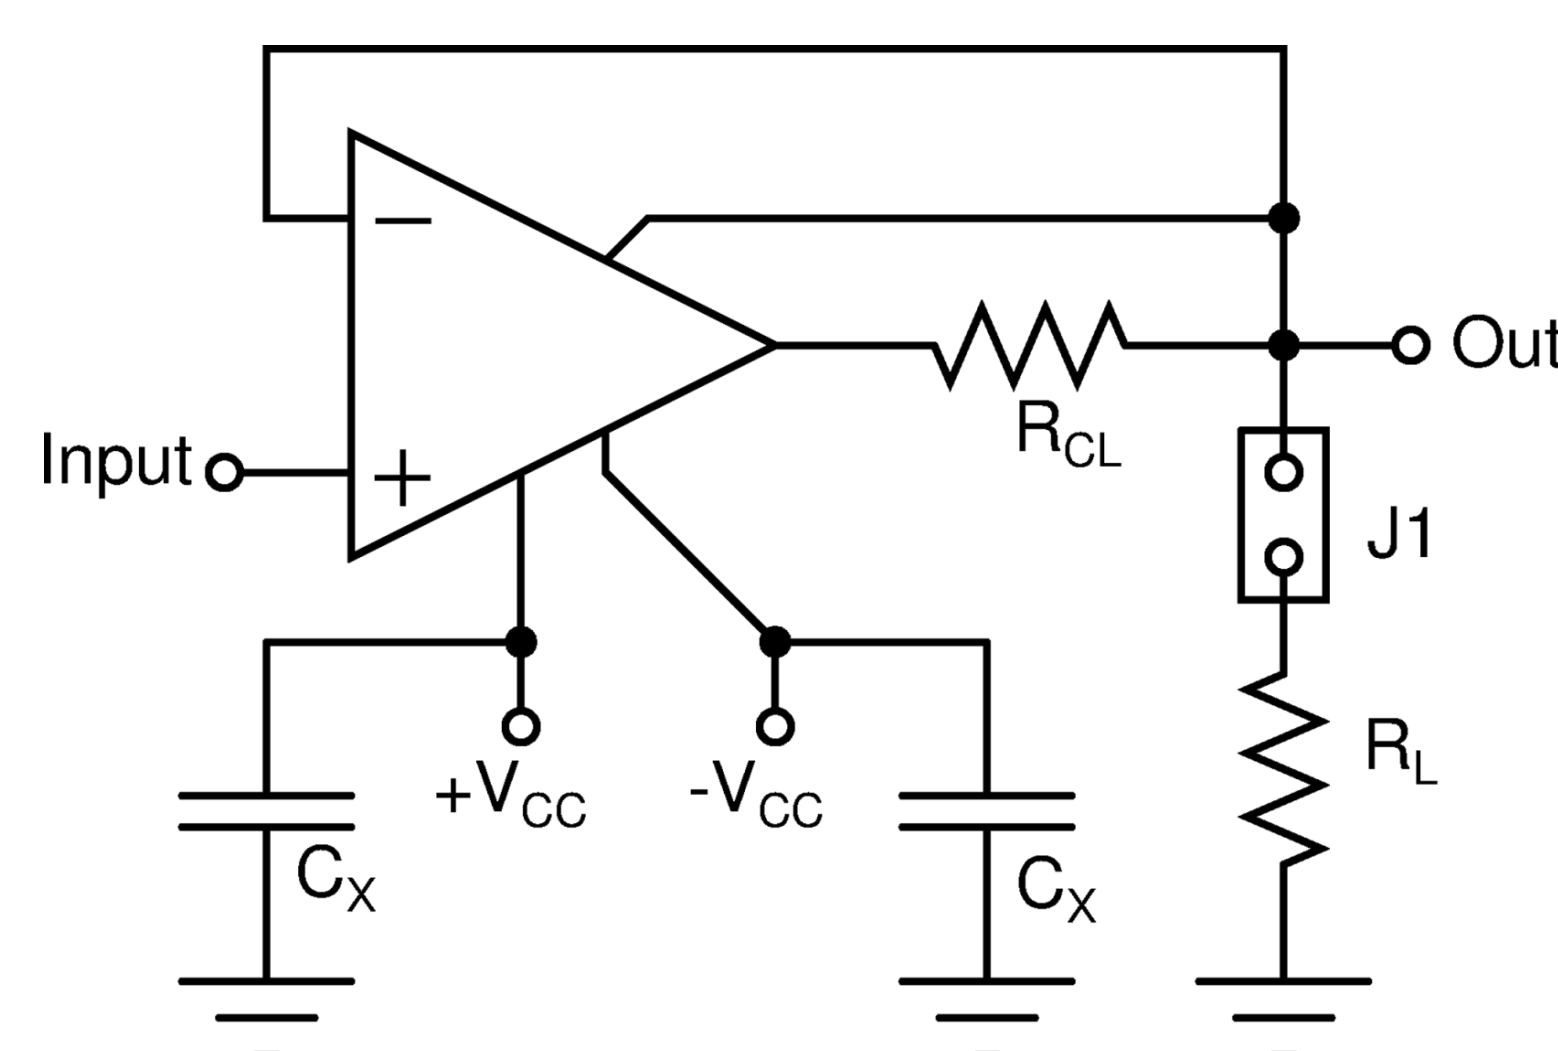 −
Out
R_CL
Input
+
J1
R_L
+V_CC
-V_CC
C_X
C_X